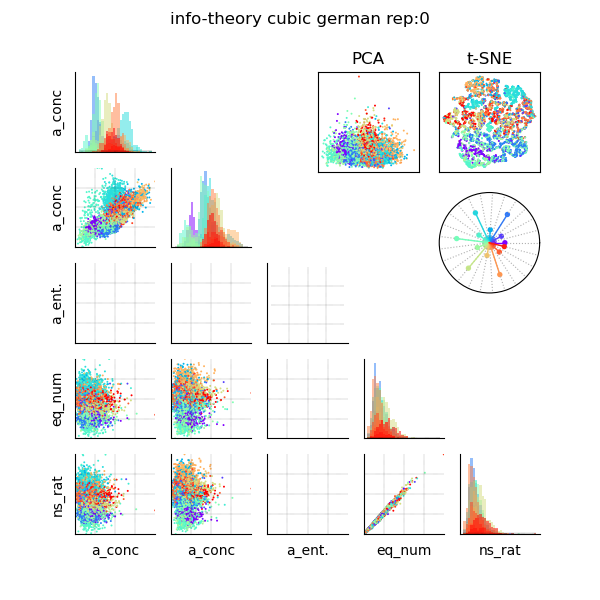 info-theory cubic german rep:0
PCA
t-SNE
a_conc
a_conc
a_ent.
eq_num
ns_rat
a_conc
a_conc
a_ent.
eq_num
ns_rat